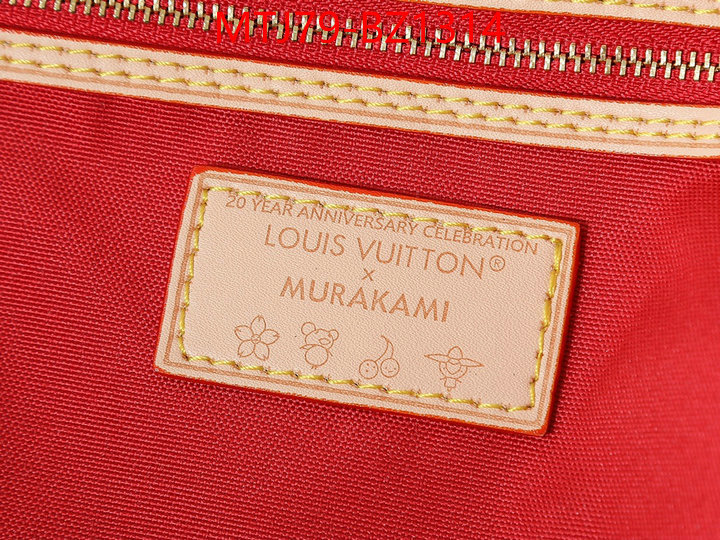 MTJ79-BZ1314
20 YEAR ANNIVERSARY CELEBRATION
LOUIS VUITTON®
×
MURAKAMI